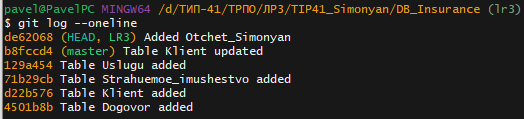 pavel@PavelPC MINGW64 /d/ТИП-41/ТРПО/ЛР3/TIP41_Simonyan/DB_Insurance (lr3)
$ git log --oneline
de62068 (HEAD, LR3) Added Otchet_Simonyan
b8fccd4 (master) Table Klient updated
129a454 Table Uslugu added
71b29cb Table Strahuemoe_imushestvo added
d22b576 Table Klient added
4501b8b Table Dogovor added